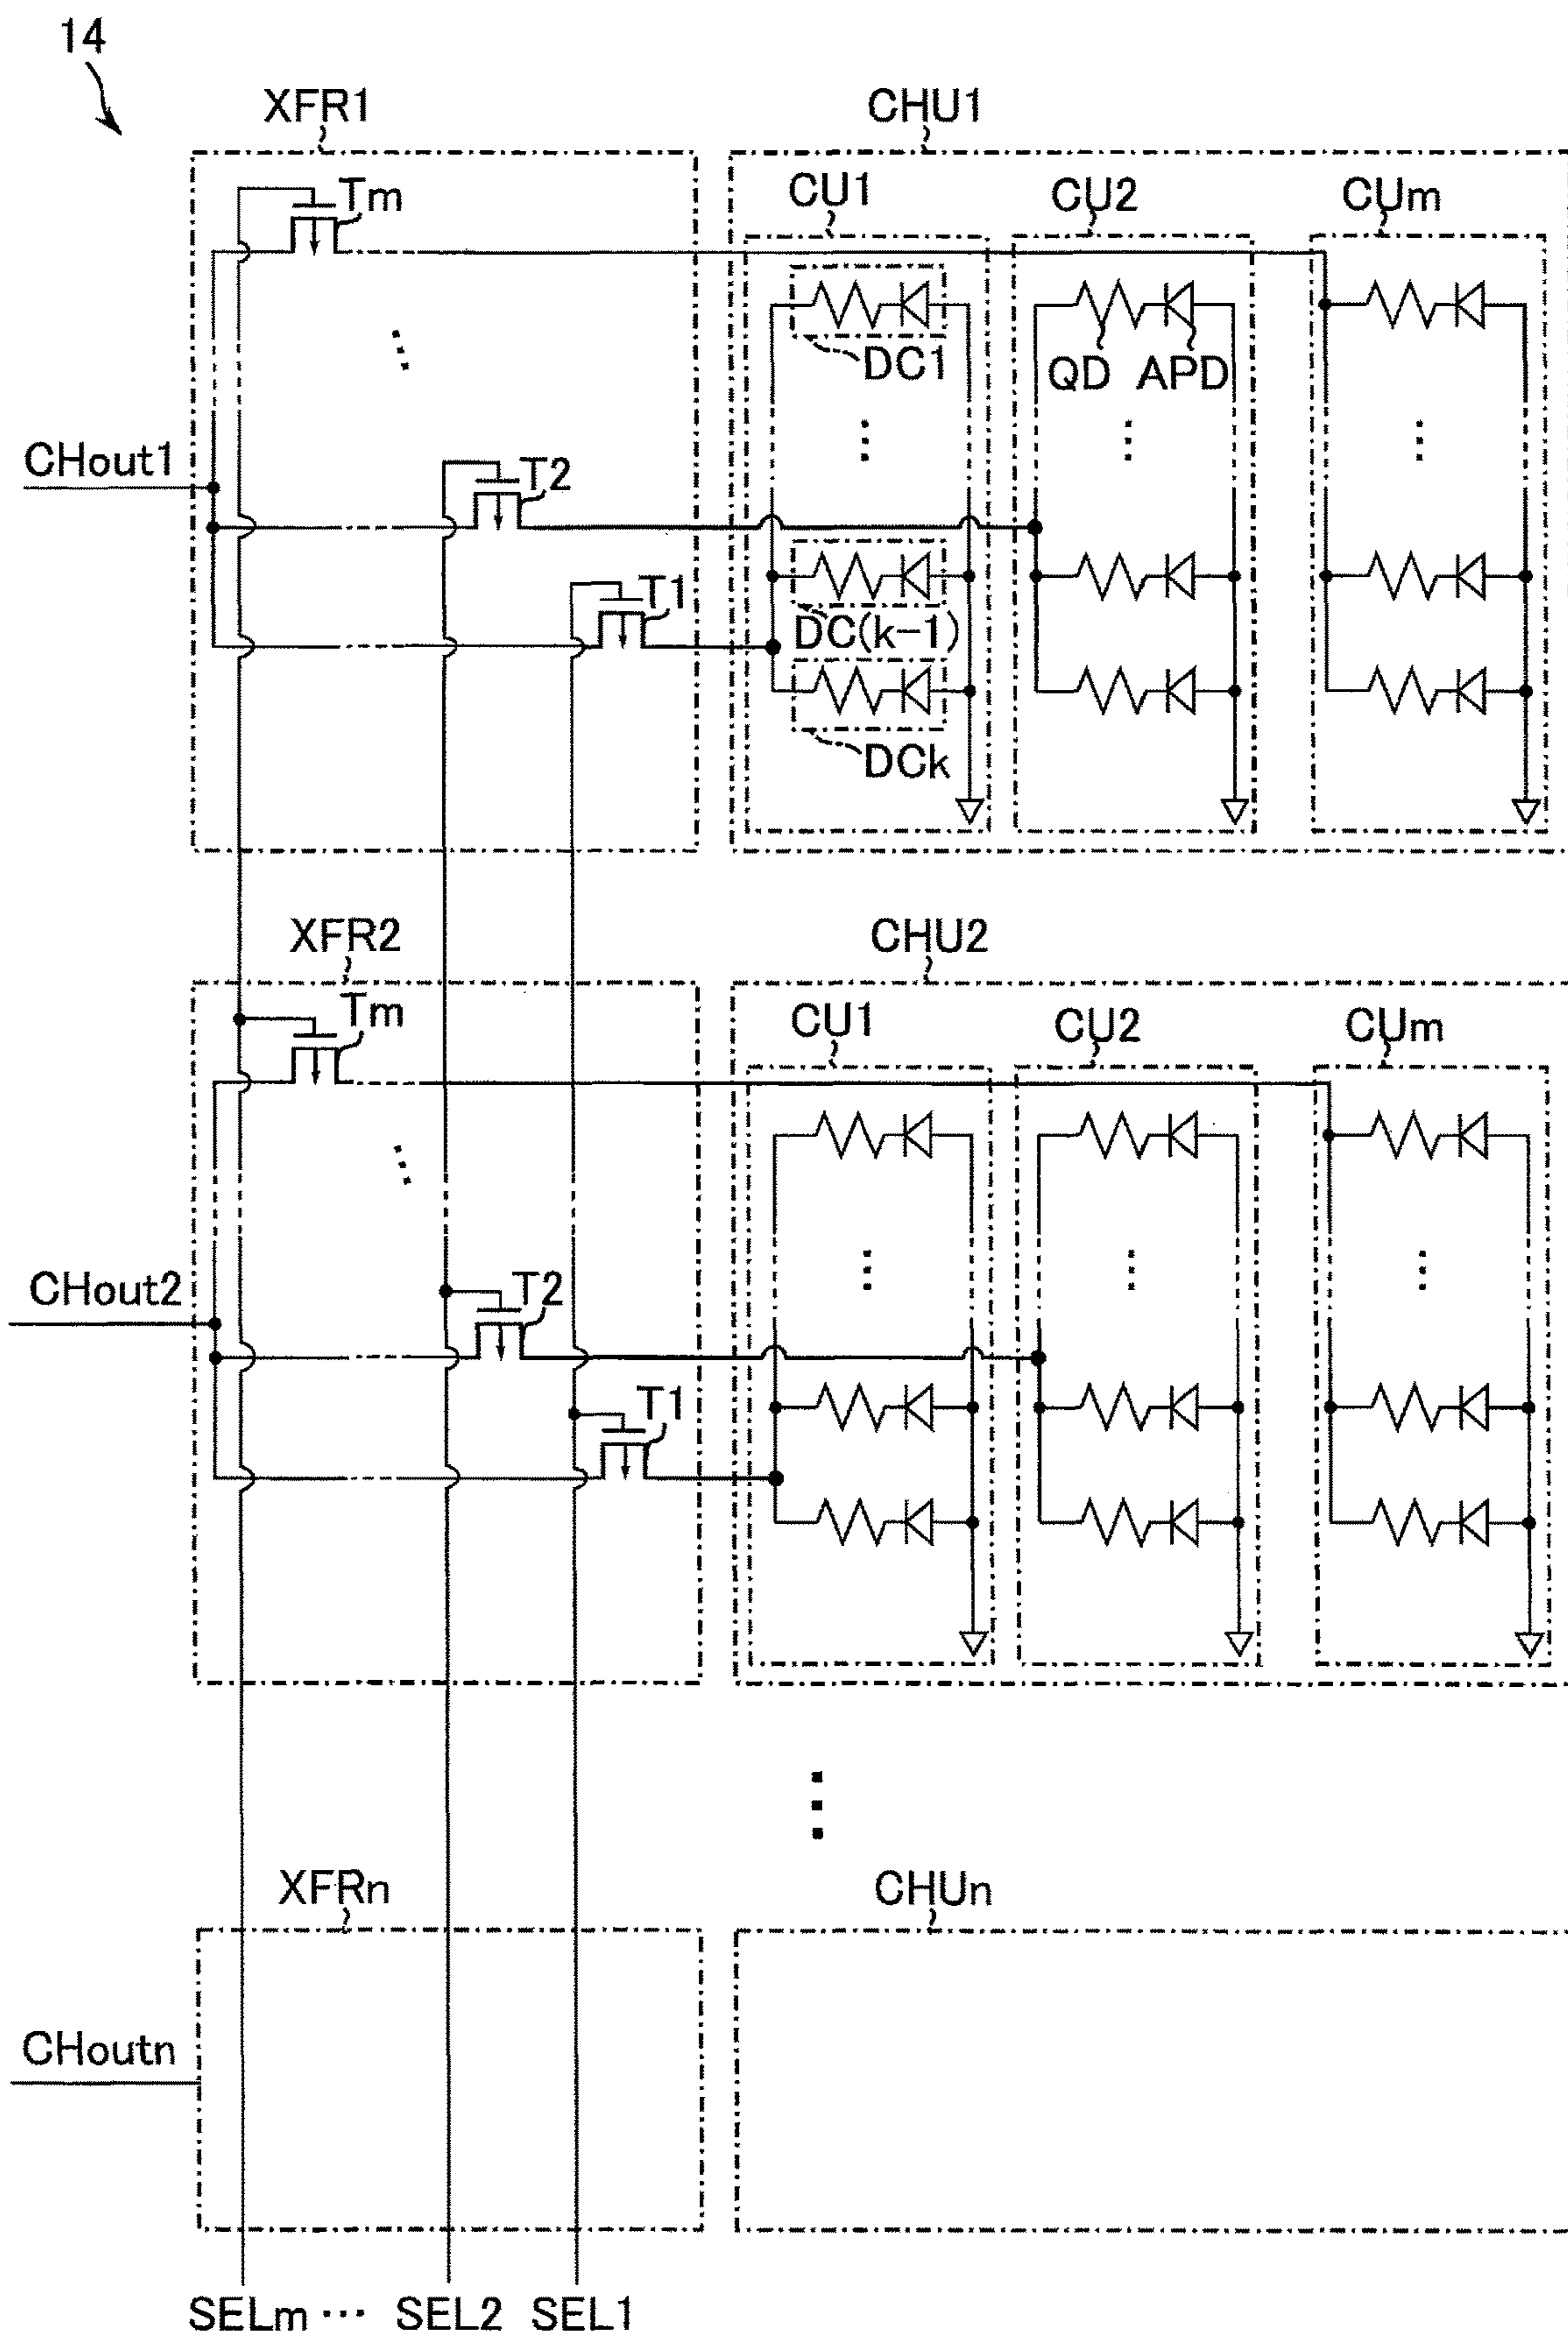 14
XFR1
CHU1
Tm
CU1
CU2
CUm
DC1
QD
APD
CHout1
T2
T1
DC(k-1)
DCk
XFR2
CHU2
Tm
CU1
CU2
CUm
CHout2
T2
T1
XFRn
CHUn
CHoutn
SELm ··· SEL2 SEL1